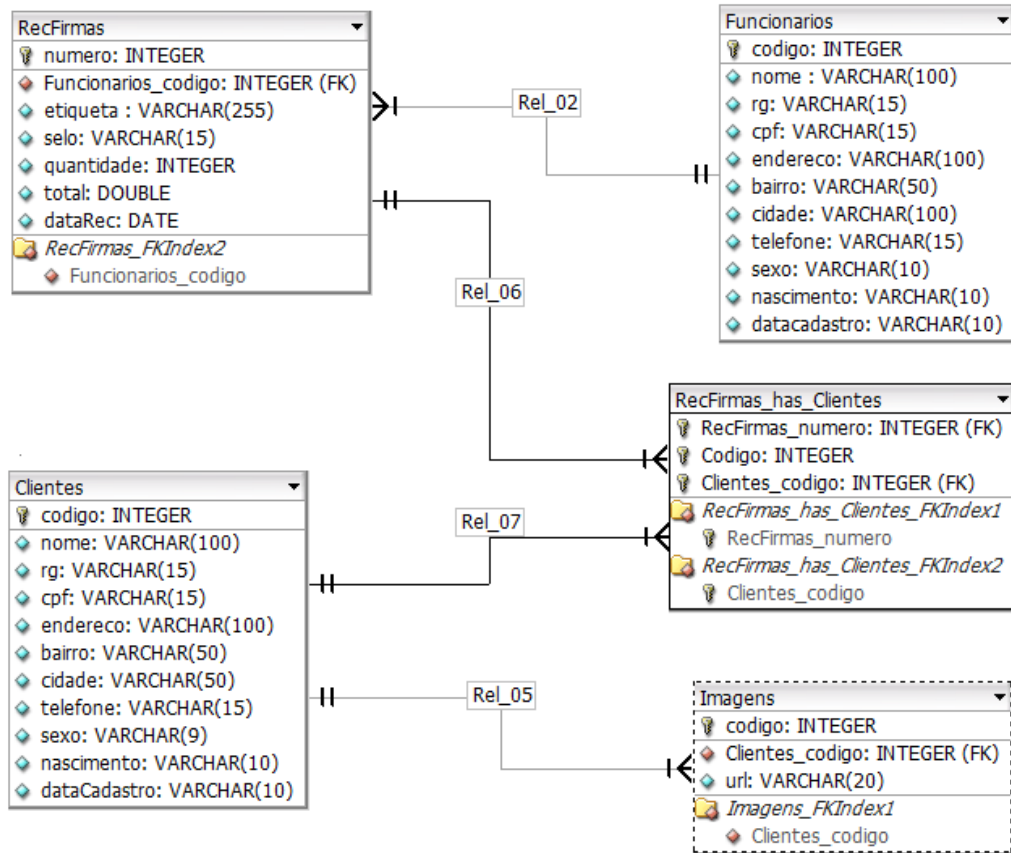 RecFirmas
numero: INTEGER
Funcionarios_codigo: INTEGER (FK)
etiqueta : VARCHAR(255)
selo: VARCHAR(15)
quantidade: INTEGER
total: DOUBLE
dataRec: DATE
RecFirmas_FKIndex2
Funcionarios_codigo
Rel_02
Funcionarios
codigo: INTEGER
nome : VARCHAR(100)
rg: VARCHAR(15)
cpf: VARCHAR(15)
endereco: VARCHAR(100)
bairro: VARCHAR(50)
cidade: VARCHAR(100)
telefone: VARCHAR(15)
sexo: VARCHAR(10)
nascimento: VARCHAR(10)
datacadastro: VARCHAR(10)
Rel_06
RecFirmas_has_Clientes
RecFirmas_numero: INTEGER (FK)
Codigo: INTEGER
Clientes_codigo: INTEGER (FK)
RecFirmas_has_Clientes_FKIndex1
RecFirmas_numero
RecFirmas_has_Clientes_FKIndex2
Clientes_codigo
Clientes
codigo: INTEGER
nome: VARCHAR(100)
rg: VARCHAR(15)
cpf: VARCHAR(15)
endereco: VARCHAR(100)
bairro: VARCHAR(50)
cidade: VARCHAR(50)
telefone: VARCHAR(15)
sexo: VARCHAR(9)
nascimento: VARCHAR(10)
dataCadastro: VARCHAR(10)
Rel_07
Rel_05
Imagens
codigo: INTEGER
Clientes_codigo: INTEGER (FK)
url: VARCHAR(20)
Imagens_FKIndex1
Clientes_codigo